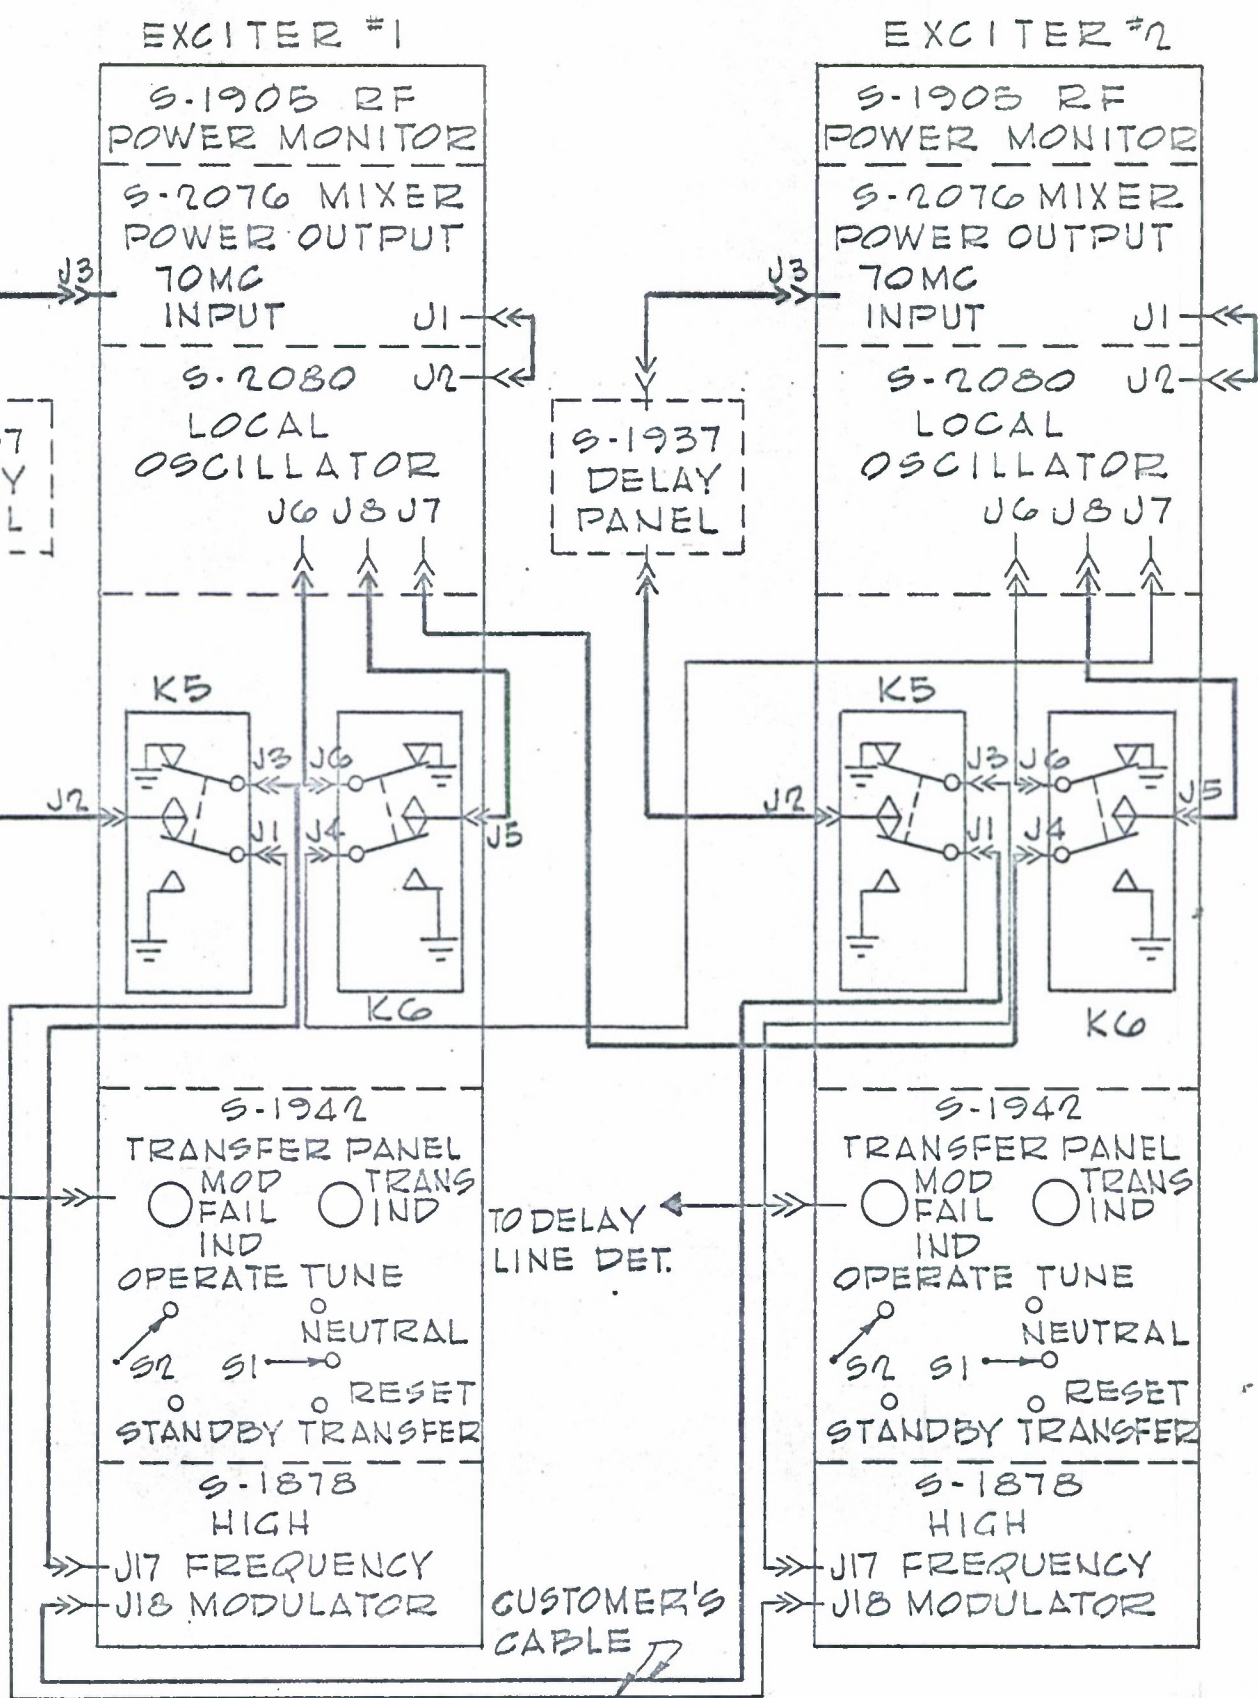 EXCITER #1
S-1905 RF
POWER MONITOR
S-2076 MIXER
POWER OUTPUT
J3
70MC
INPUT
J1
S-2080
J2
LOCAL
OSCILLATOR
J6 J8 J7
7
Y
L
K5
J3 J6
J2
J1 J4
J5
K6
S-1942
TRANSFER PANEL
MOD
FAIL
IND
TRANS
IND
OPERATE TUNE
NEUTRAL
S2 S1
RESET
STANDBY TRANSFER
S-1878
HIGH
J17 FREQUENCY
J18 MODULATOR
S-1937
DELAY
PANEL
TO DELAY
LINE DET.
CUSTOMER'S
CABLE
EXCITER #2
S-1905 RF
POWER MONITOR
S-2076 MIXER
POWER OUTPUT
J3
70MC
INPUT
J1
S-2080
J2
LOCAL
OSCILLATOR
J6 J8 J7
K5
J3 J6
J2
J5
J1 J4
K6
S-1942
TRANSFER PANEL
MOD
FAIL
IND
TRANS
IND
OPERATE TUNE
NEUTRAL
S2 S1
RESET
STANDBY TRANSFER
S-1878
HIGH
J17 FREQUENCY
J18 MODULATOR